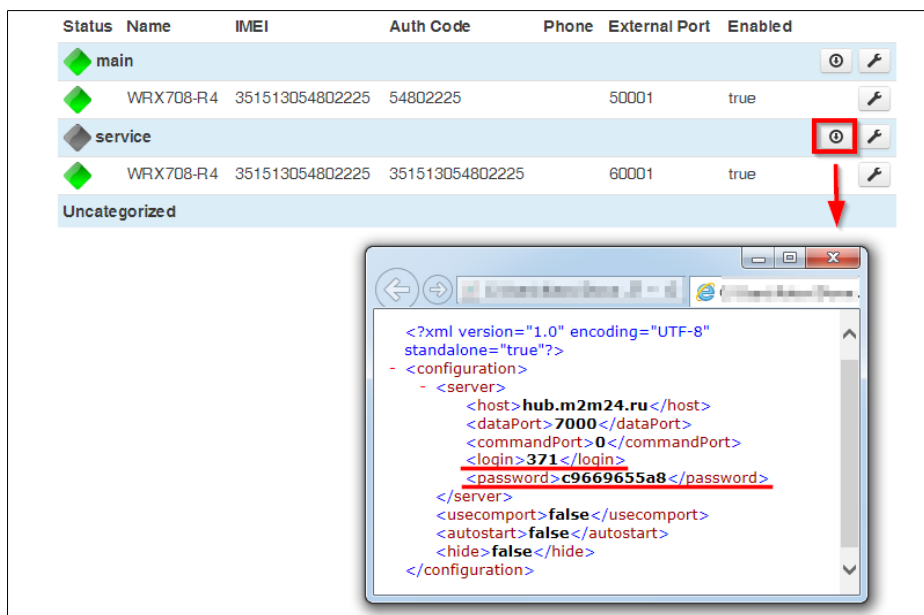 Status Name IMEI Auth Code Phone External Port Enabled
main
WRX708-R4 351513054802225 54802225 50001 true
service
WRX708-R4 351513054802225 351513054802225 60001 true
Uncategorized
<?xml version="1.0" encoding="UTF-8"
standalone="true"?>
- <configuration>
- <server>
<host>hub.m2m24.ru</host>
<dataPort>7000</dataPort>
<commandPort>0</commandPort>
<login>371</login>
<password>c9669655a8</password>
</server>
<usecomport>false</usecomport>
<autostart>false</autostart>
<hide>false</hide>
</configuration>